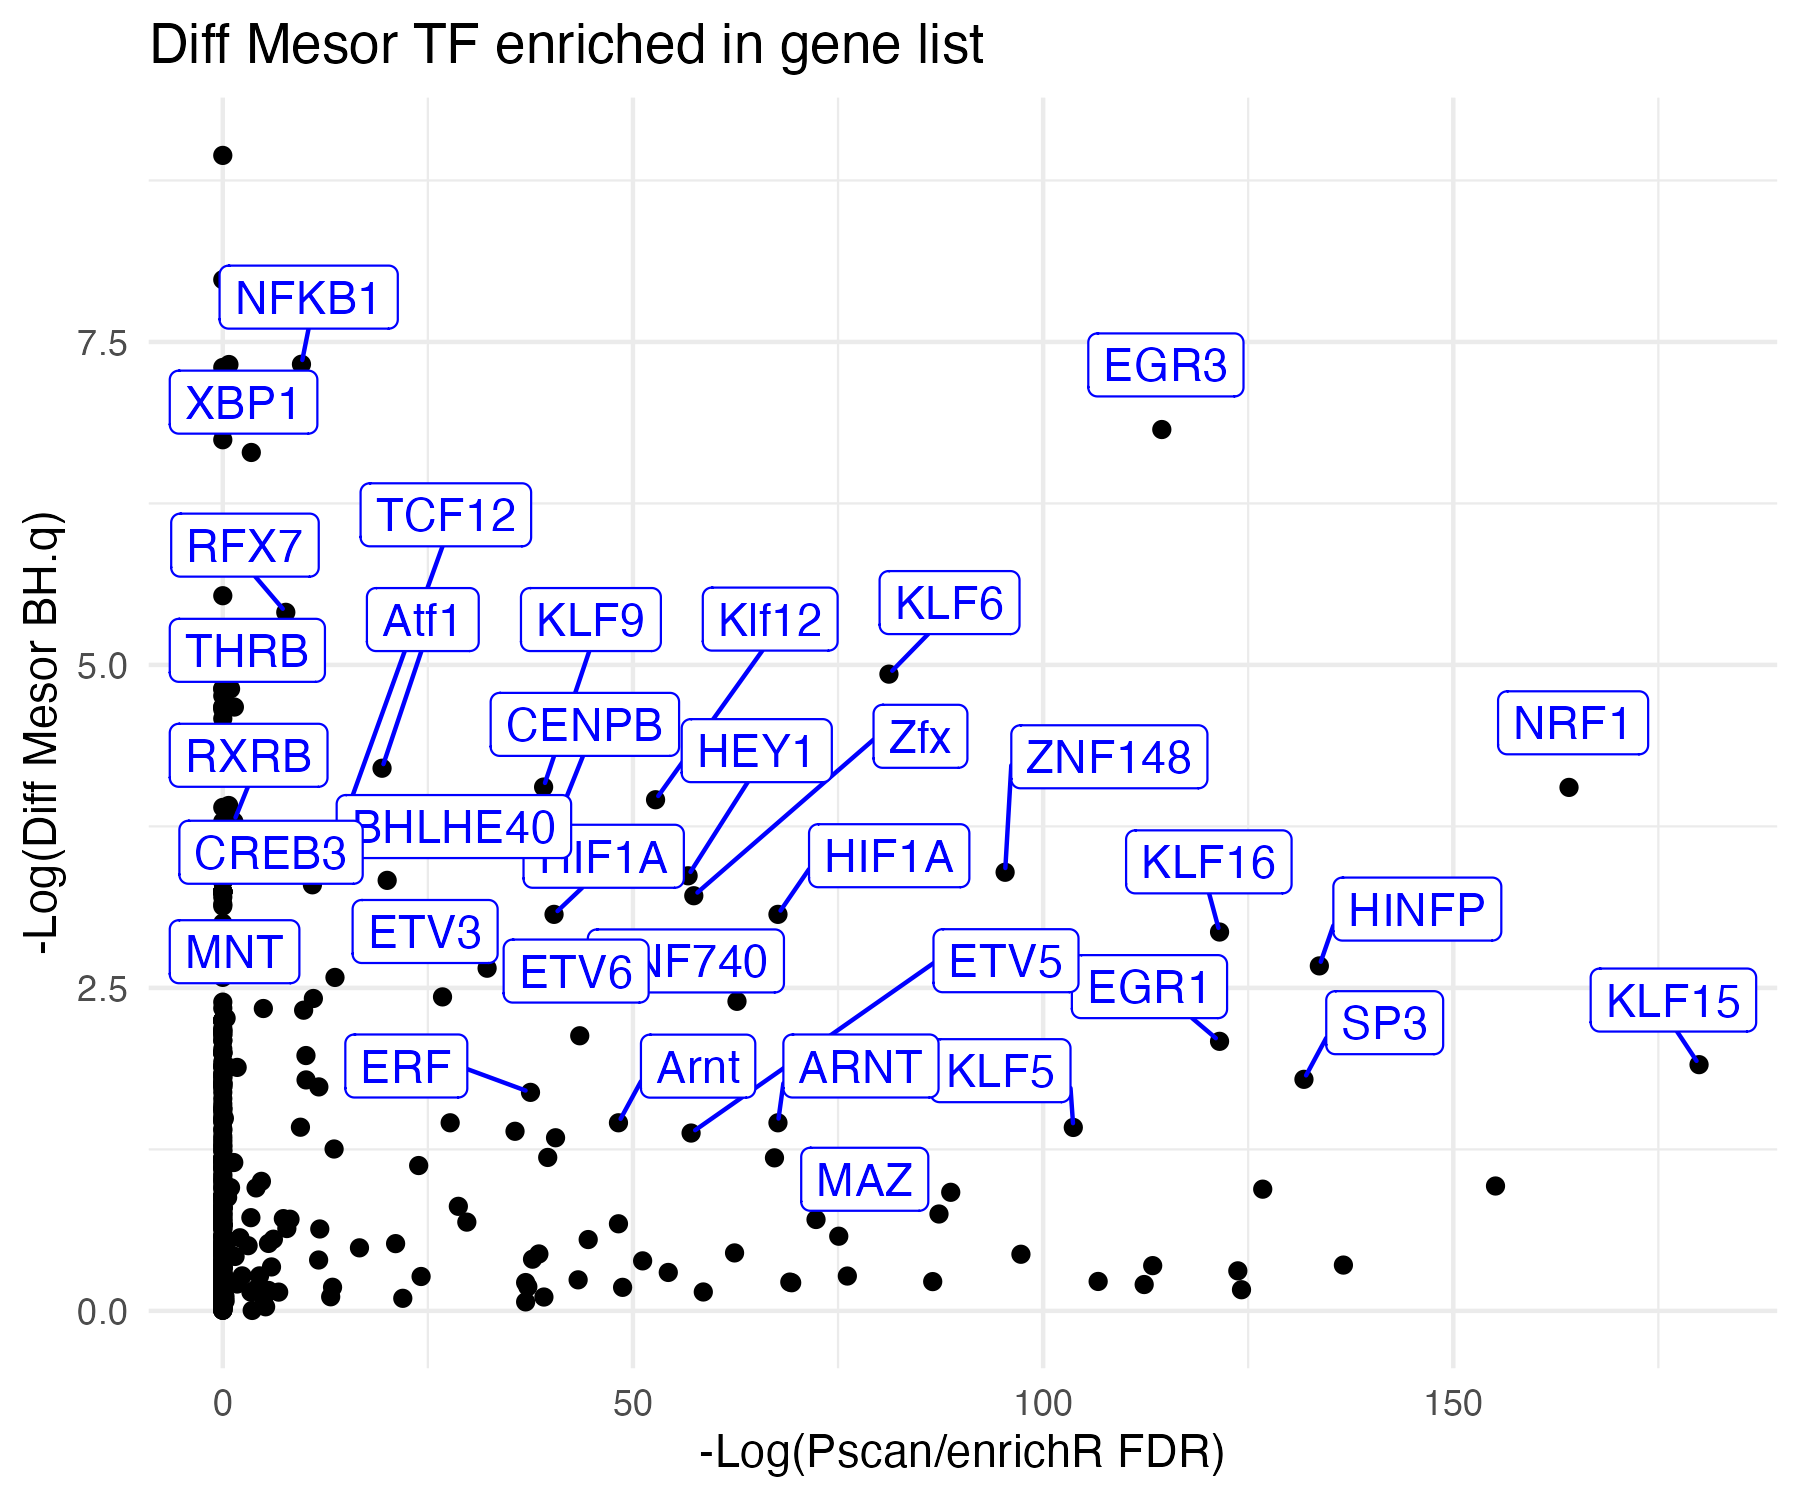 Diff Mesor TF enriched in gene list
NFKB1
EGR3
7.5
XBP1
TCF12
RFX7
KLF6
Atf1
KLF9
Klf12
THRB
5.0
NRF1
CENPB
Zfx
HEY1
RXRB
ZNF148
BHLHE40
CREB3
HIF1A
HIF1A
KLF16
HINFP
ETV3
MNT
ETV6
NF740
ETV5
EGR1
2.5
KLF15
SP3
ERF
Arnt
ARNT
KLF5
MAZ
0.0
0
50
100
150
-Log(Pscan/enrichR FDR)
-Log(Diff Mesor BH.q)